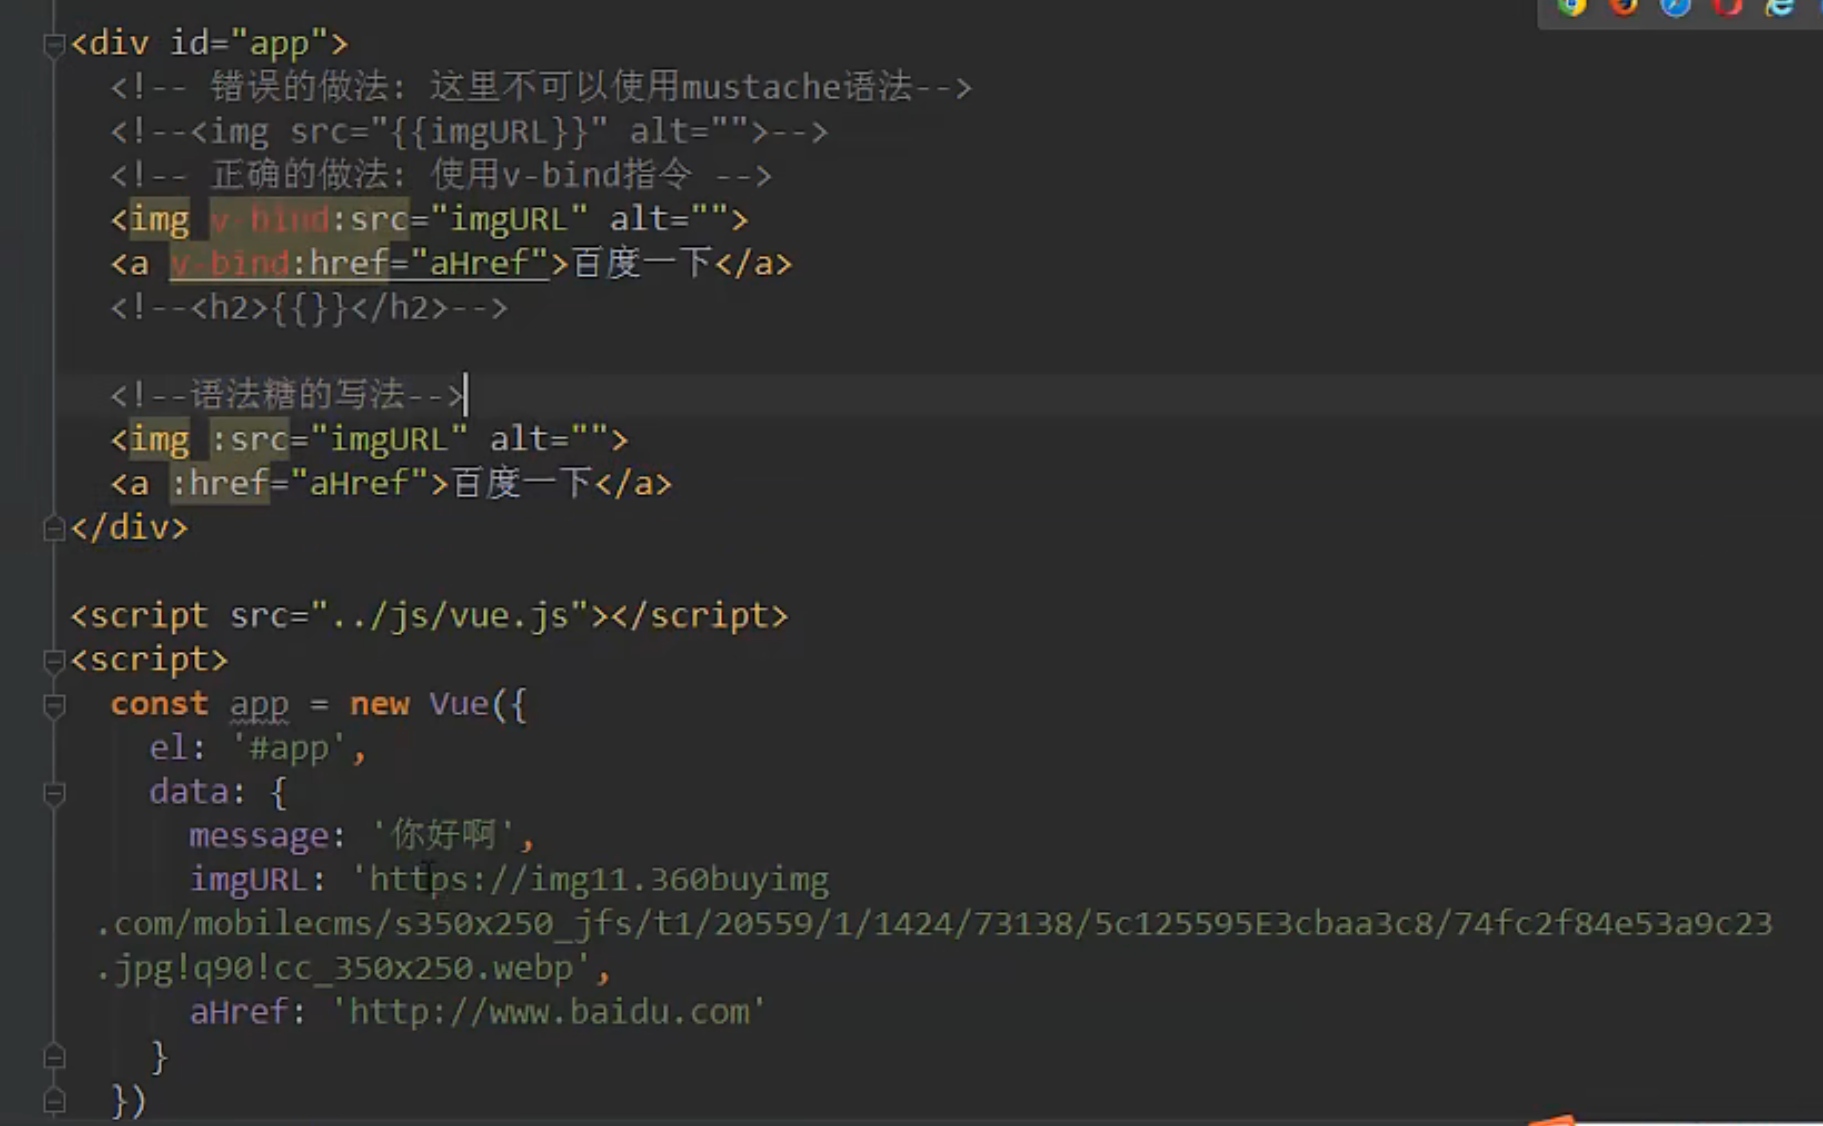 <div id="app">
<!-- 错误的做法: 这里不可以使用mustache语法-->
<!--<img src="{{imgURL}}" alt="">-->
<!-- 正确的做法: 使用v-bind指令 -->
<img v-bind:src="imgURL" alt="">
<a v-bind:href="aHref">百度一下</a>
<!--<h2>{{}}</h2>-->
<!--语法糖的写法-->
<img :src="imgURL" alt="">
<a :href="aHref">百度一下</a>
</div>
<script src="../js/vue.js"></script>
<script>
const app = new Vue({
el: '#app',
data: {
message: '你好啊',
imgURL: 'https://img11.360buyimg
.com/mobilecms/s350x250_jfs/t1/20559/1/1424/73138/5c125595E3cbaa3c8/74fc2f84e53a9c23
.jpg!q90!cc_350x250.webp',
aHref: 'http://www.baidu.com'
}
})